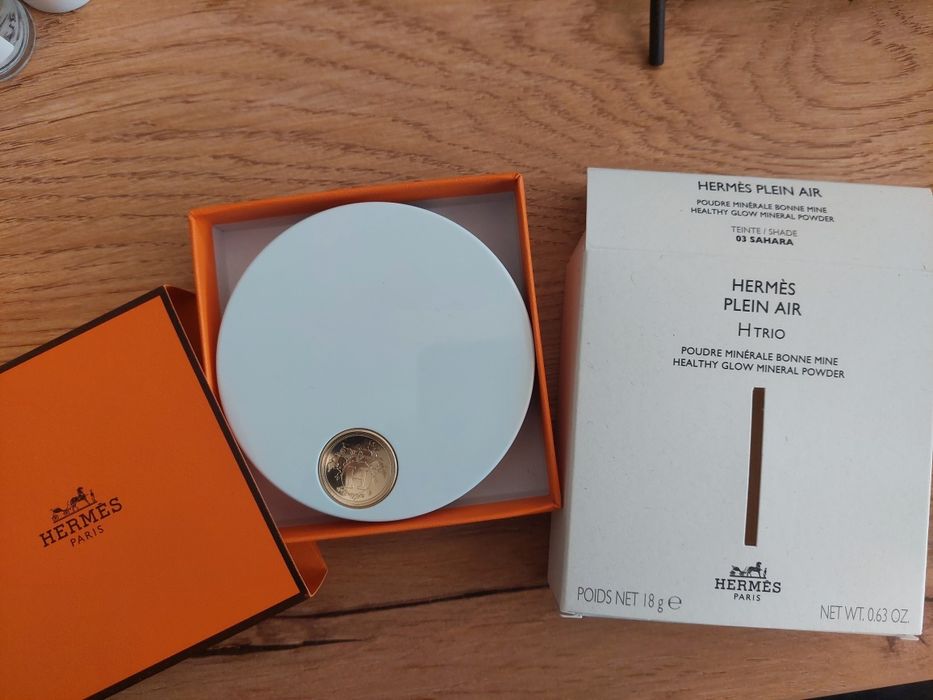 HERMÈS
PARIS
HERMÈS PLEIN AIR
POUDRE MINÉRALE BONNE MINE
HEALTHY GLOW MINERAL POWDER
TEINTE / SHADE
03 SAHARA
HERMÈS
PLEIN AIR
H TRIO
POUDRE MINÉRALE BONNE MINE
HEALTHY GLOW MINERAL POWDER
HERMÈS
PARIS
POIDS NET 18 g ℮
NET WT. 0.63 OZ.